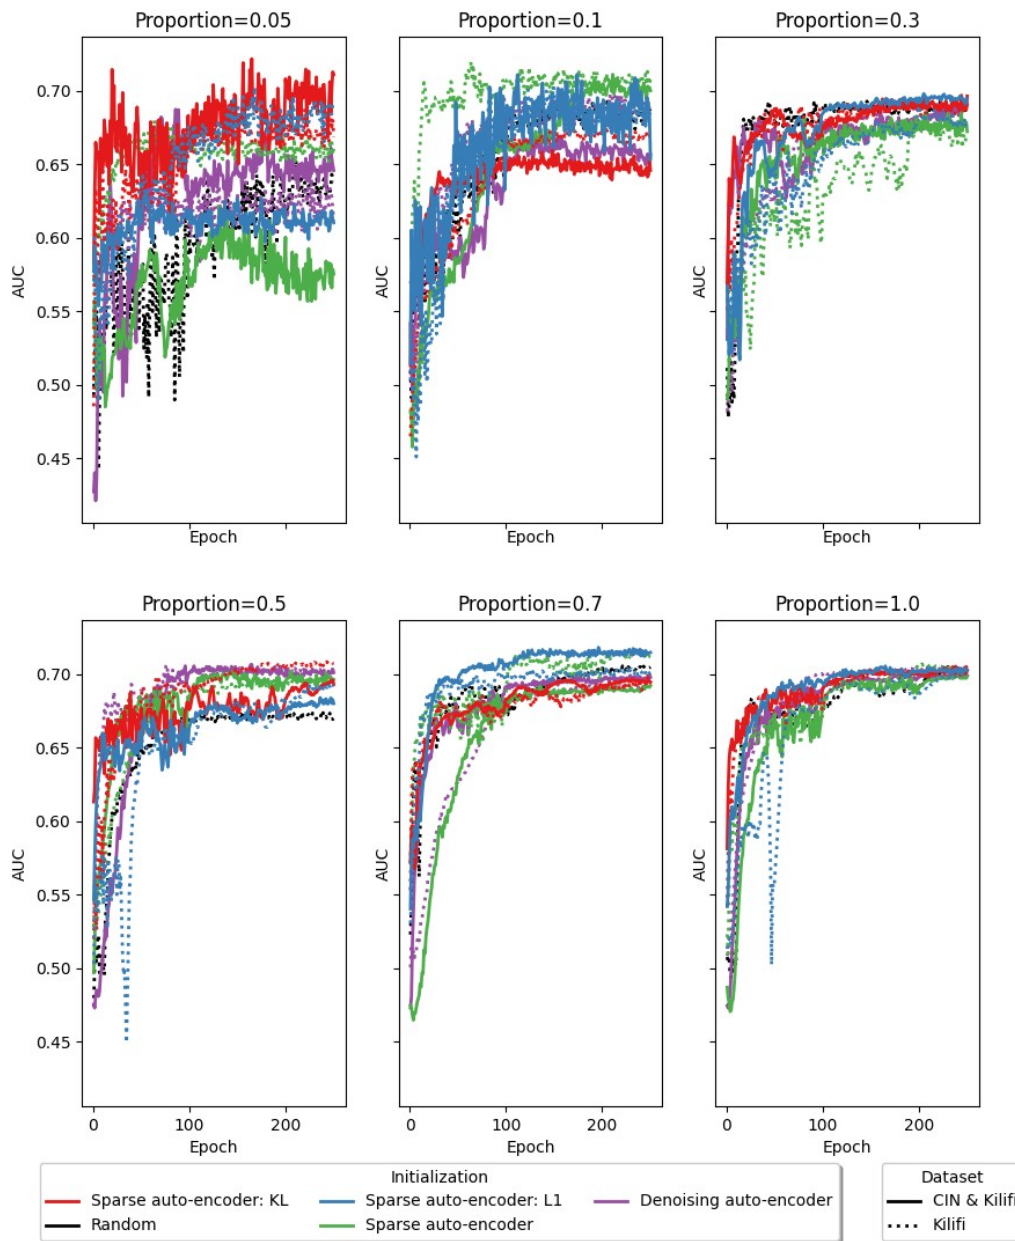 Proportion=0.05 Proportion=0.1 Proportion=0.3
0.70
0.65
0.60
AUC AUC AUC
0.55
0.50
0.45
Epoch Epoch Epoch
Proportion=0.5 Proportion=0.7 Proportion=1.0
0.70
0.65
0.60
AUC AUC AUC
0.55
0.50
0.45
0 100 200 0 100 200 0 100 200
Epoch Epoch Epoch
Initialization Dataset
Sparse auto-encoder: KL Sparse auto-encoder: L1 Denoising auto-encoder CIN & Kilifi
Random Sparse auto-encoder Kilifi